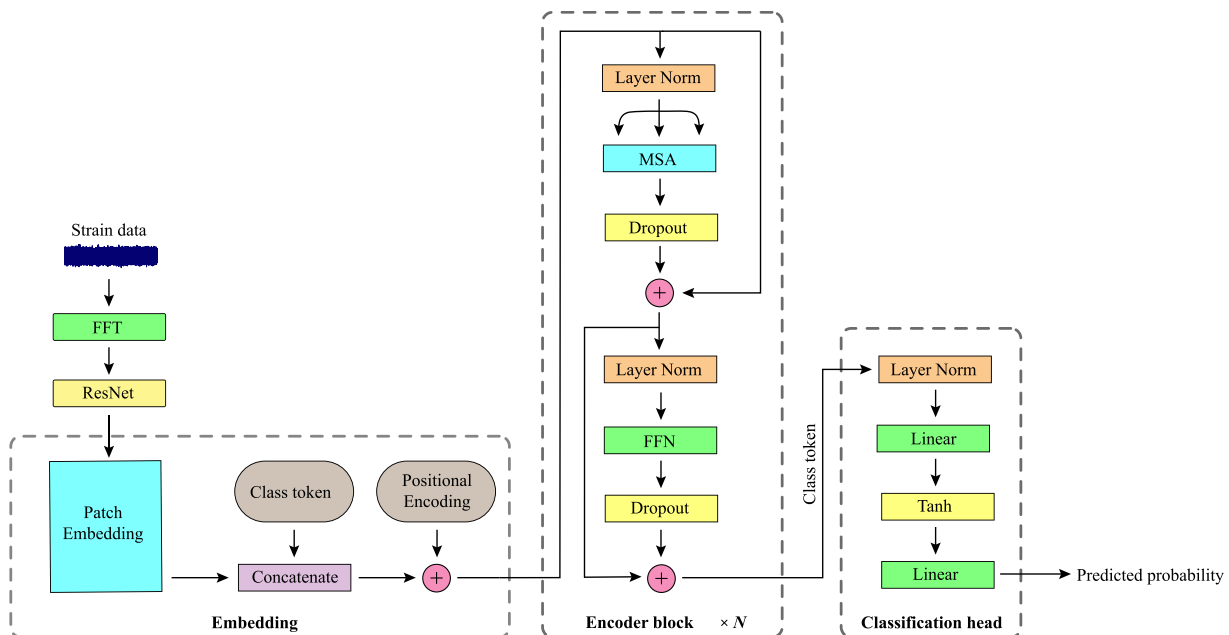 Strain data
FFT
ResNet
Patch
Embedding
Class token
Positional
Encoding
Concatenate
+
Embedding
Layer Norm
MSA
Dropout
+
Layer Norm
FFN
Dropout
+
Encoder block × N
Class token
Layer Norm
Linear
Tanh
Linear
Predicted probability
Classification head